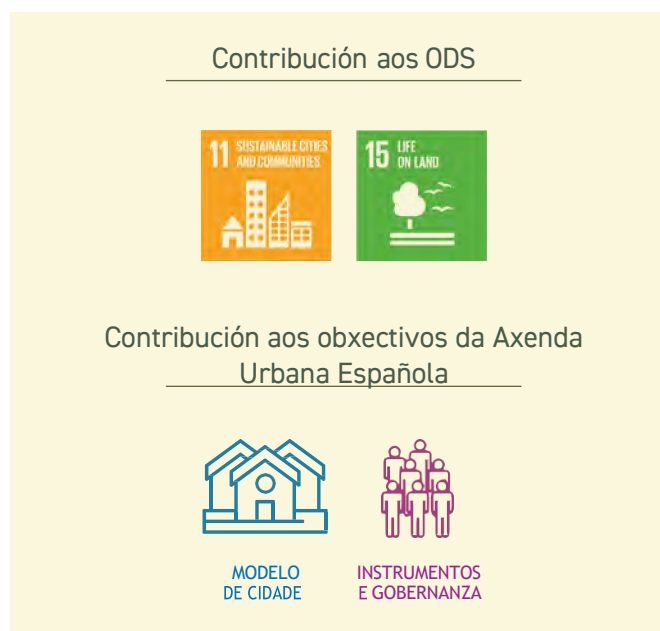 Contribución aos ODS
11 SUSTAINABLE CITIES
AND COMMUNITIES
15 LIFE
ON LAND
Contribución aos obxectivos da Axenda
Urbana Española
MODELO
DE CIDADE
INSTRUMENTOS
E GOBERNANZA